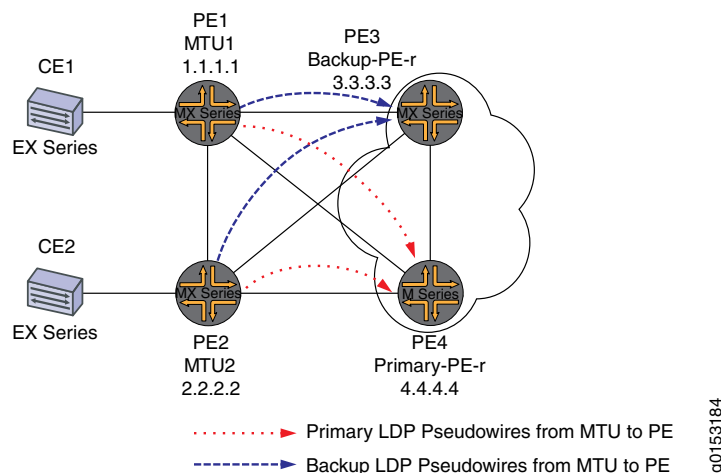 PE1
MTU1
1.1.1.1
PE3
Backup-PE-r
3.3.3.3
CE1
MX Series
MX Series
EX Series
CE2
MX Series
M Series
EX Series
PE2
MTU2
2.2.2.2
PE4
Primary-PE-r
4.4.4.4
Primary LDP Pseudowires from MTU to PE
Backup LDP Pseudowires from MTU to PE
g0153184